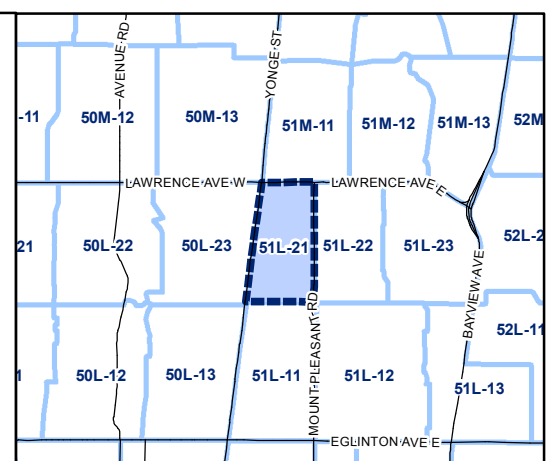 AVENUE RD
YONGE ST
-11
50M-12
50M-13
51M-11
51M-12
51M-13
52M
LAWRENCE AVE W
LAWRENCE AVE E
21
50L-22
50L-23
51L-21
51L-22
51L-23
52L-2
BAYVIEW AVE
MOUNT PLEASANT RD
52L-11
1
50L-12
50L-13
51L-11
51L-12
51L-13
EGLINTON AVE E